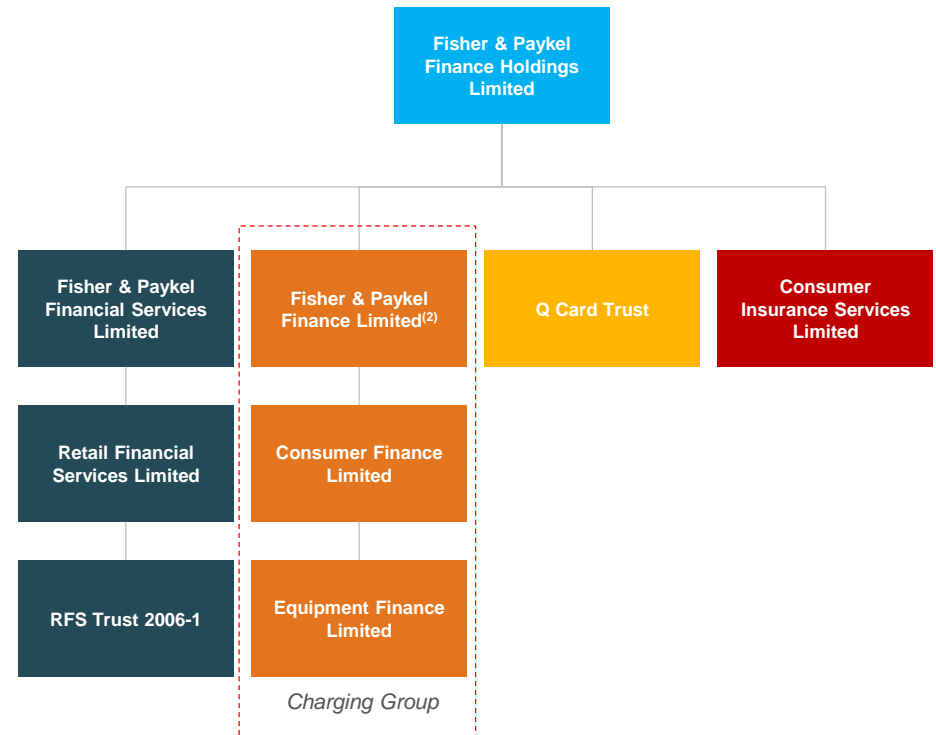 Fisher & Paykel
Finance Holdings
Limited
Fisher & Paykel
Financial Services
Limited
Fisher & Paykel
Finance Limited(2)
Q Card Trust
Consumer
Insurance Services
Limited
Retail Financial
Services Limited
Consumer Finance
Limited
RFS Trust 2006-1
Equipment Finance
Limited
Charging Group